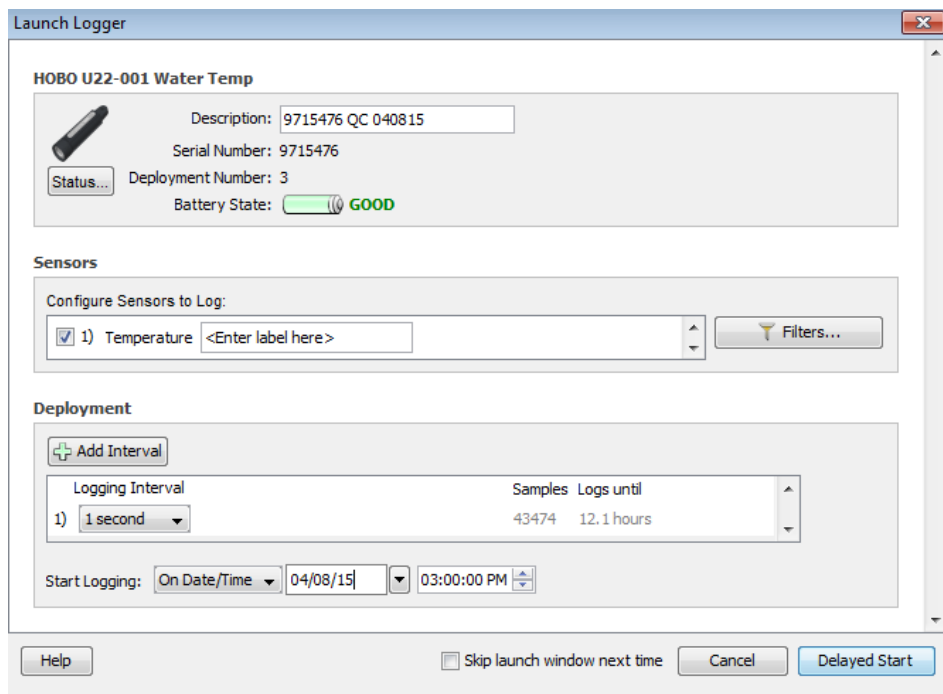 Launch Logger
HOBO U22-001 Water Temp
Description: 9715476 QC 040815
Serial Number: 9715476
Status... Deployment Number: 3
Battery State: GOOD
Sensors
Configure Sensors to Log:
1) Temperature <Enter label here> Filters...
Deployment
Add Interval
Logging Interval Samples Logs until
1) 1 second 43474 12.1 hours
Start Logging: On Date/Time 04/08/15 03:00:00 PM
Help Skip launch window next time Cancel Delayed Start